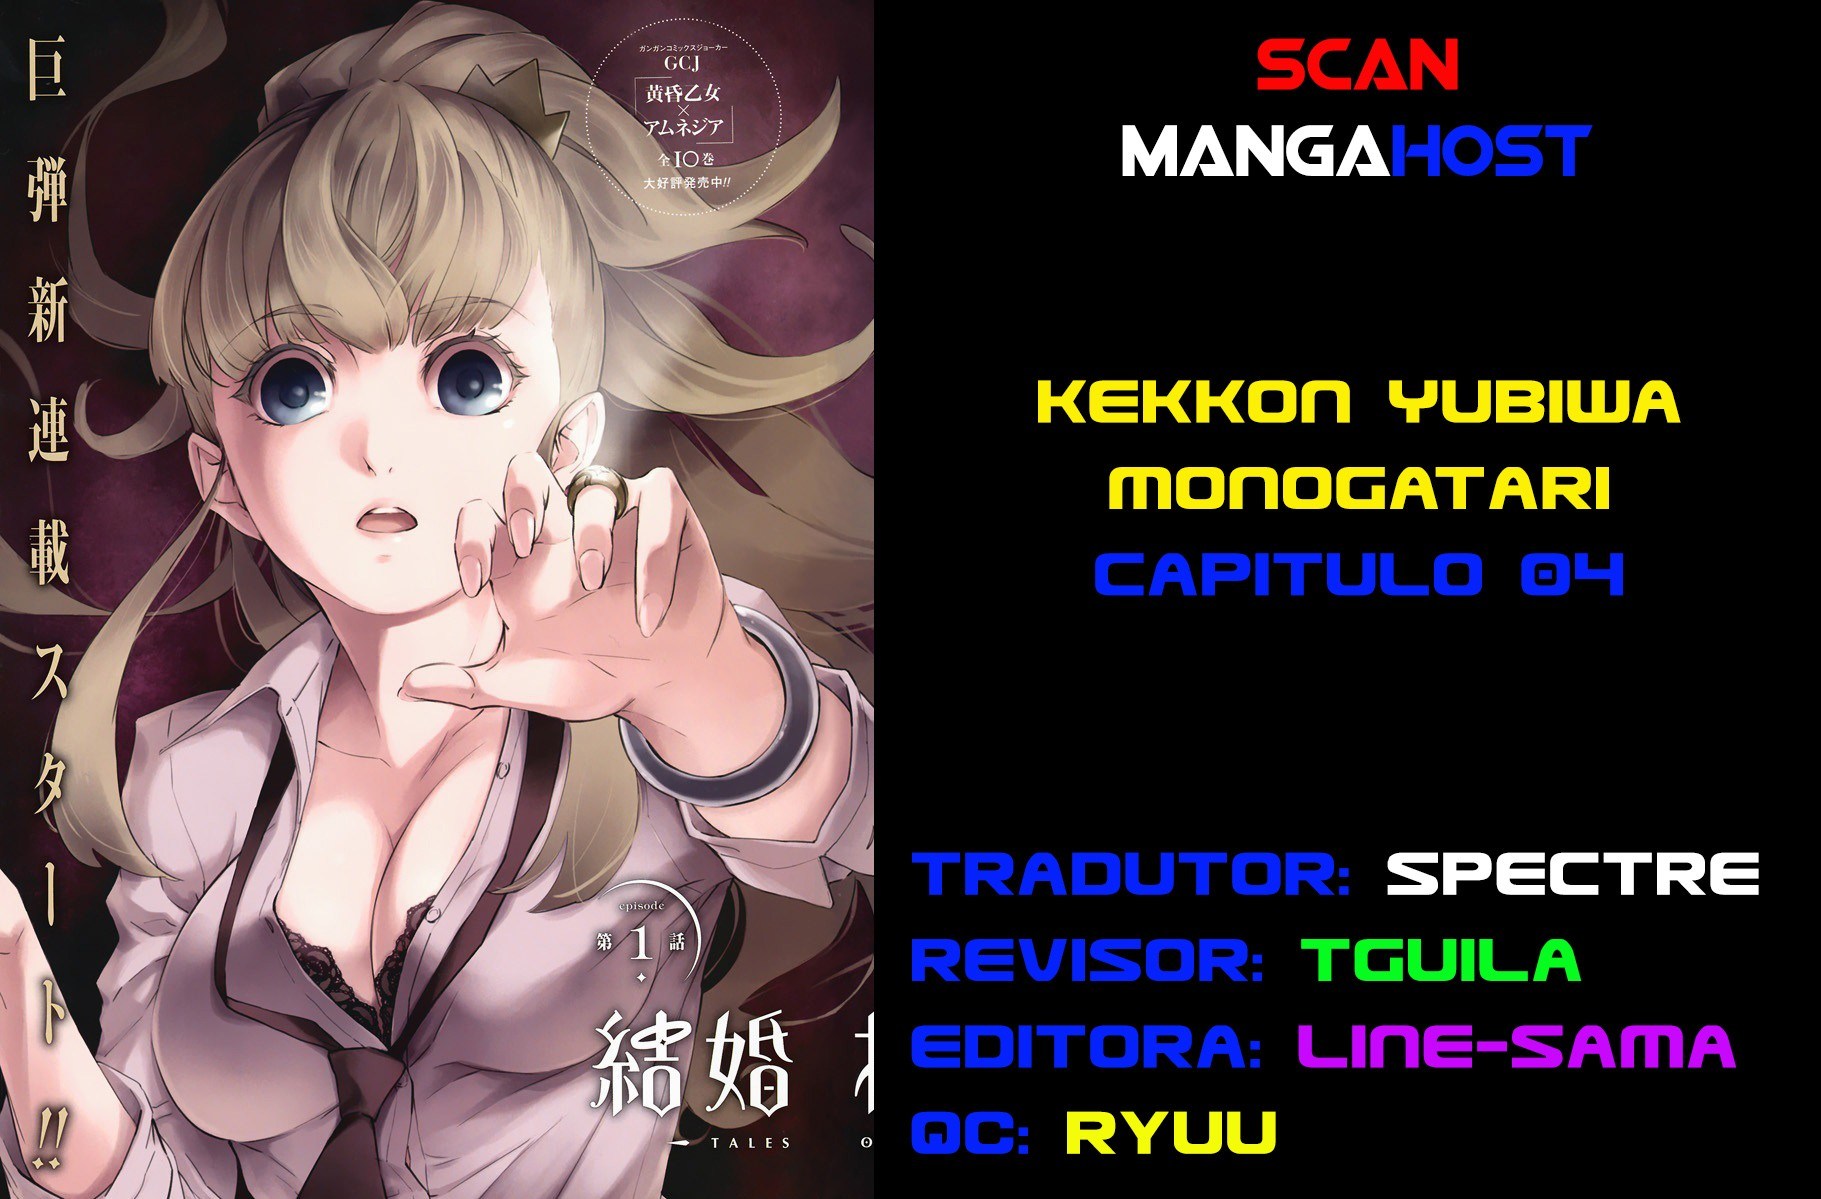 巨弾新連載スタート!!
ガンガンコミックスジョーカー
GCJ
黄昏乙女
×
アムネジア
全10巻
大好評発売中!!
episode
第1話
結婚
TALES O
SCAN
MANGAHOST
KEKKON YUBIWA
MONOGATARI
CAPITULO 04
TRADUTOR: SPECTRE
REVISOR: TGUILA
EDITORA: LINE-SAMA
QC: RYUU